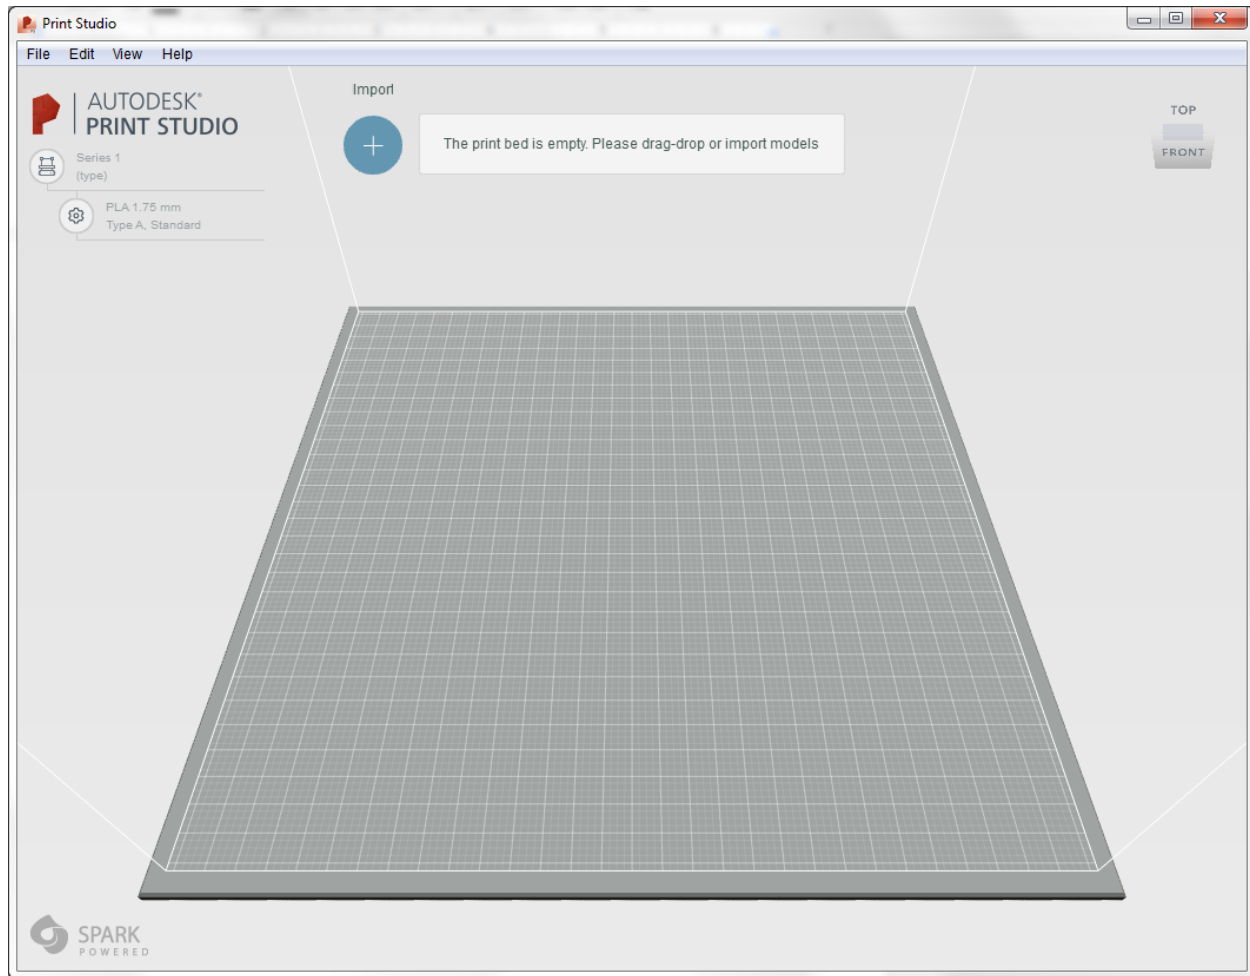 Print Studio
File Edit View Help
AUTODESK®
PRINT STUDIO
Series 1
(type)
PLA 1.75 mm
Type A, Standard
Import
The print bed is empty. Please drag-drop or import models
TOP
FRONT
SPARK
POWERED